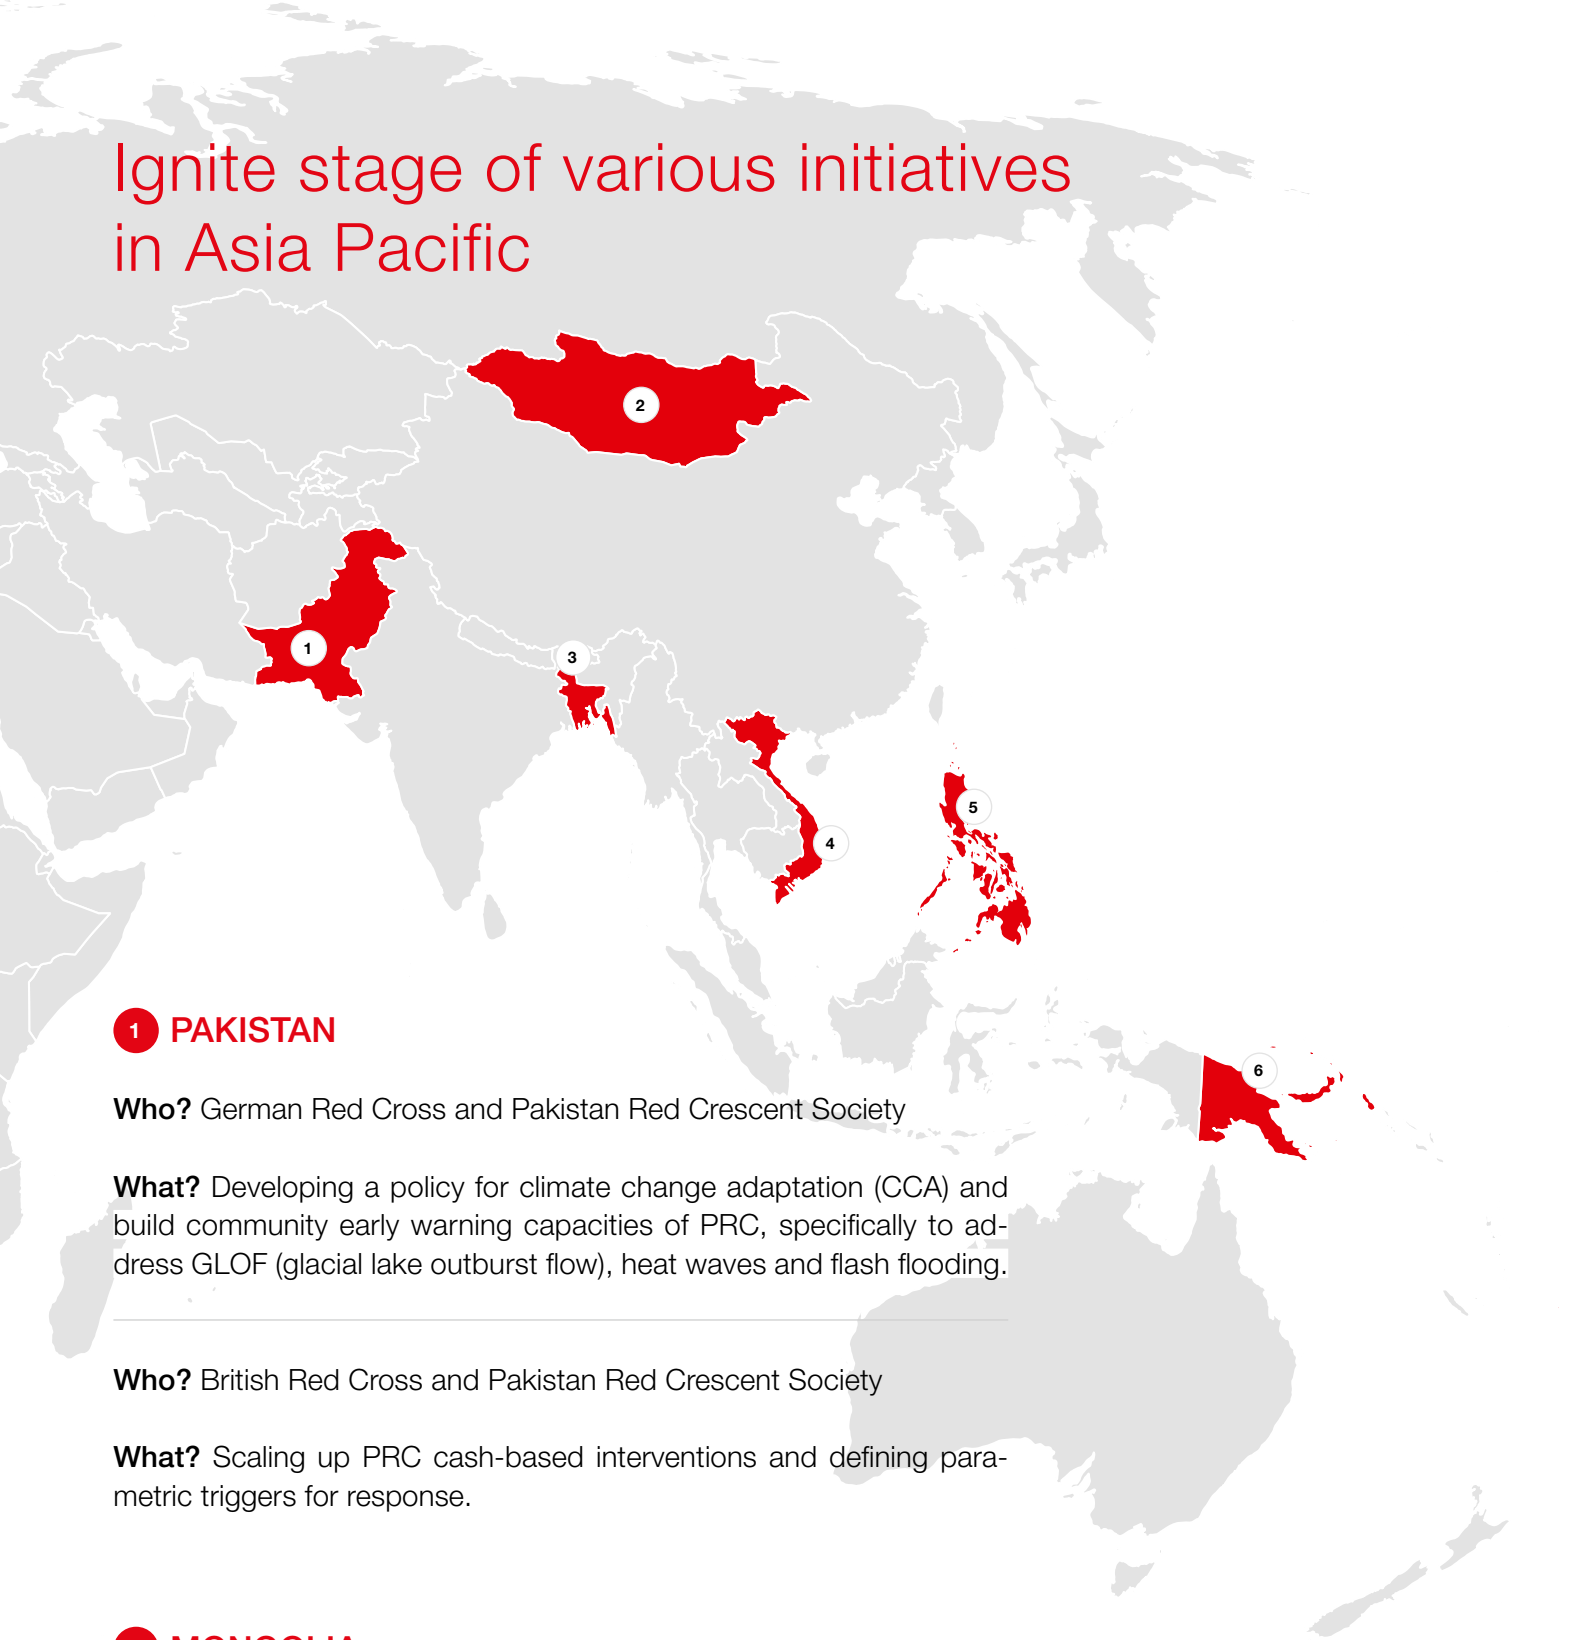 Ignite stage of various initiatives
in Asia Pacific
2
1
3
4
5
6
1 PAKISTAN
Who? German Red Cross and Pakistan Red Crescent Society
What? Developing a policy for climate change adaptation (CCA) and
build community early warning capacities of PRC, specifically to ad-
dress GLOF (glacial lake outburst flow), heat waves and flash flooding.
Who? British Red Cross and Pakistan Red Crescent Society
What? Scaling up PRC cash-based interventions and defining para-
metric triggers for response.
MONGOLIA